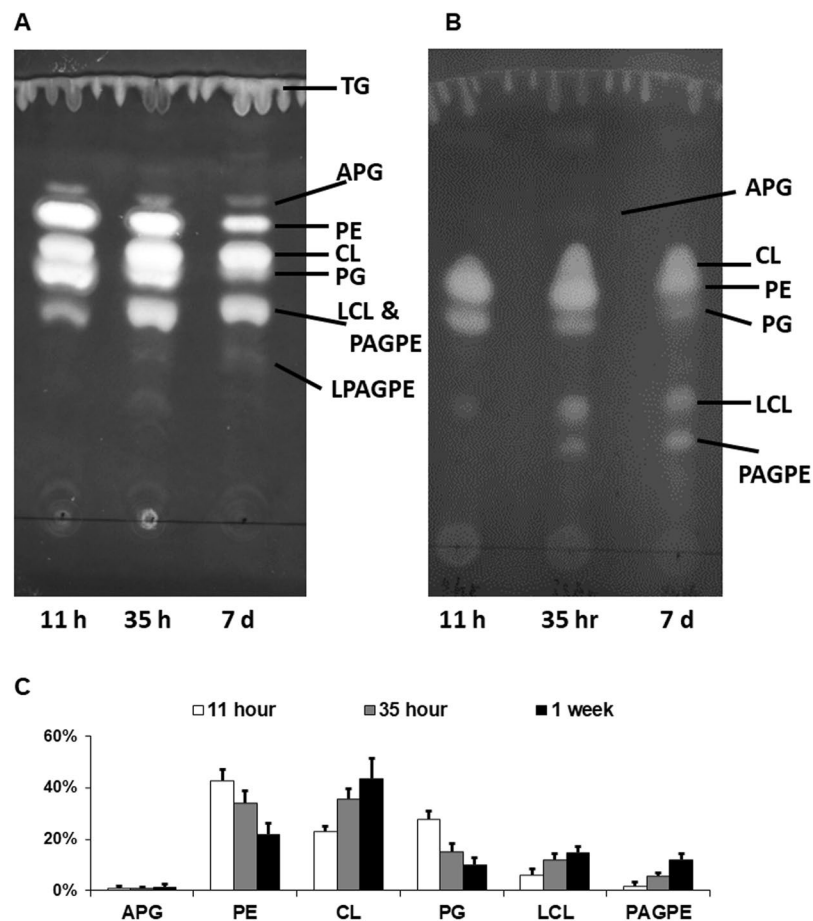 A
TG
APG
PE
CL
PG
LCL &
PAGPE
LPAGPE
11 h 35 h 7 d
B
APG
CL
PE
PG
LCL
PAGPE
11 h 35 hr 7 d
C
11 hour 35 hour 1 week
60%
40%
20%
0%
APG PE CL PG LCL PAGPE